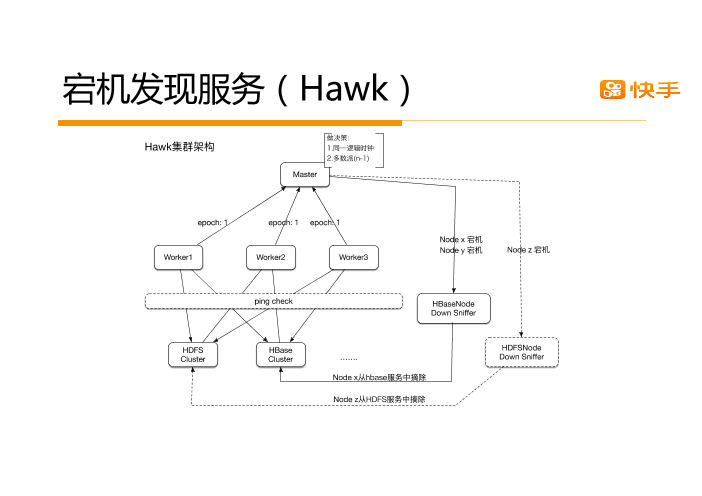 宕机发现服务（Hawk）
快手
Hawk集群架构
做决策：
1.同一逻辑时钟
2.多数派(n-1)
Master
epoch: 1
epoch: 1
epoch: 1
Node x 宕机
Node y 宕机
Node z 宕机
Worker1
Worker2
Worker3
ping check
HBaseNode
Down Sniffer
HDFS
Cluster
HBase
Cluster
.......
HDFSNode
Down Sniffer
Node x从hbase服务中摘除
Node z从HDFS服务中摘除